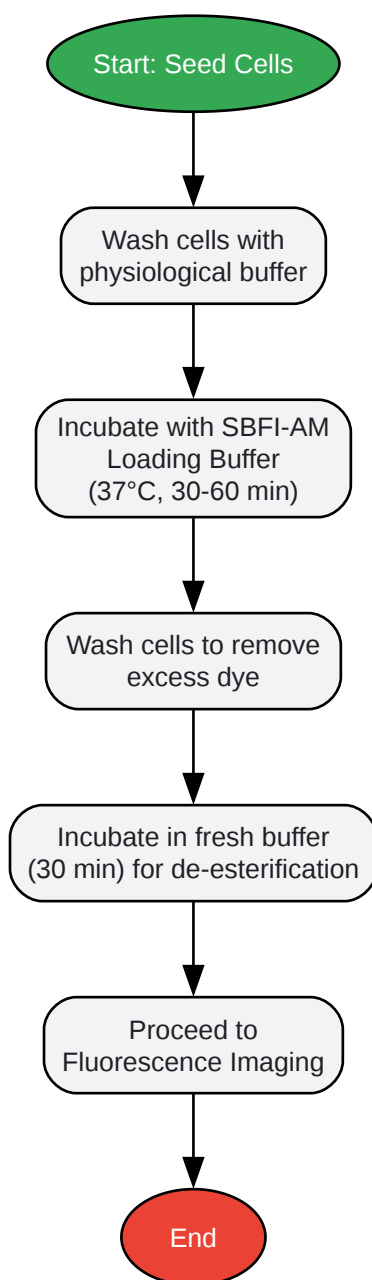 Start: Seed Cells
Wash cells with
physiological buffer
Incubate with SBFI-AM
Loading Buffer
(37°C, 30-60 min)
Wash cells to remove
excess dye
Incubate in fresh buffer
(30 min) for de-esterification
Proceed to
Fluorescence Imaging
End